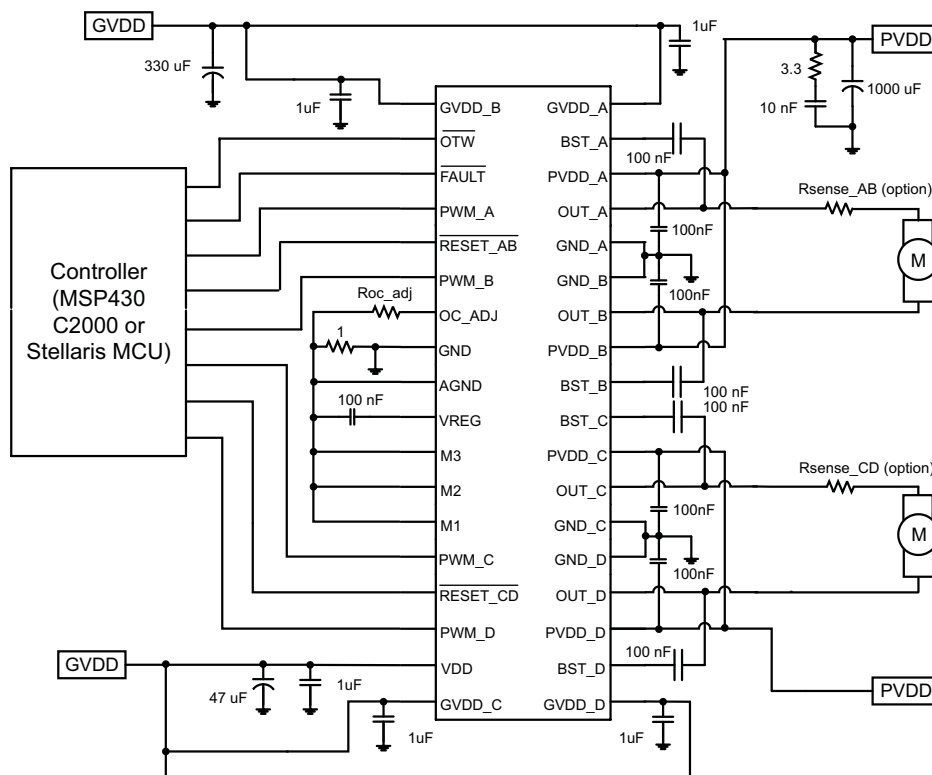 GVDD
330 uF
1uF
1uF
PVDD
3.3
10 nF
1000 uF
Controller
(MSP430
C2000 or
Stellaris MCU)
GVDD_B
OTW
FAULT
PWM_A
RESET_AB
PWM_B
Roc_adj
OC_ADJ
1
GND
AGND
100 nF
VREG
M3
M2
M1
PWM_C
RESET_CD
PWM_D
VDD
GVDD_C
GVDD_A
BST_A
PVDD_A
OUT_A
GND_A
GND_B
OUT_B
PVDD_B
BST_B
BST_C
PVDD_C
OUT_C
GND_C
GND_D
OUT_D
PVDD_D
BST_D
GVDD_D
100 nF
100nF
100nF
100 nF
100 nF
100nF
100nF
100 nF
Rsense_AB (option)
M
Rsense_CD (option)
M
GVDD
47 uF
1uF
1uF
1uF
PVDD